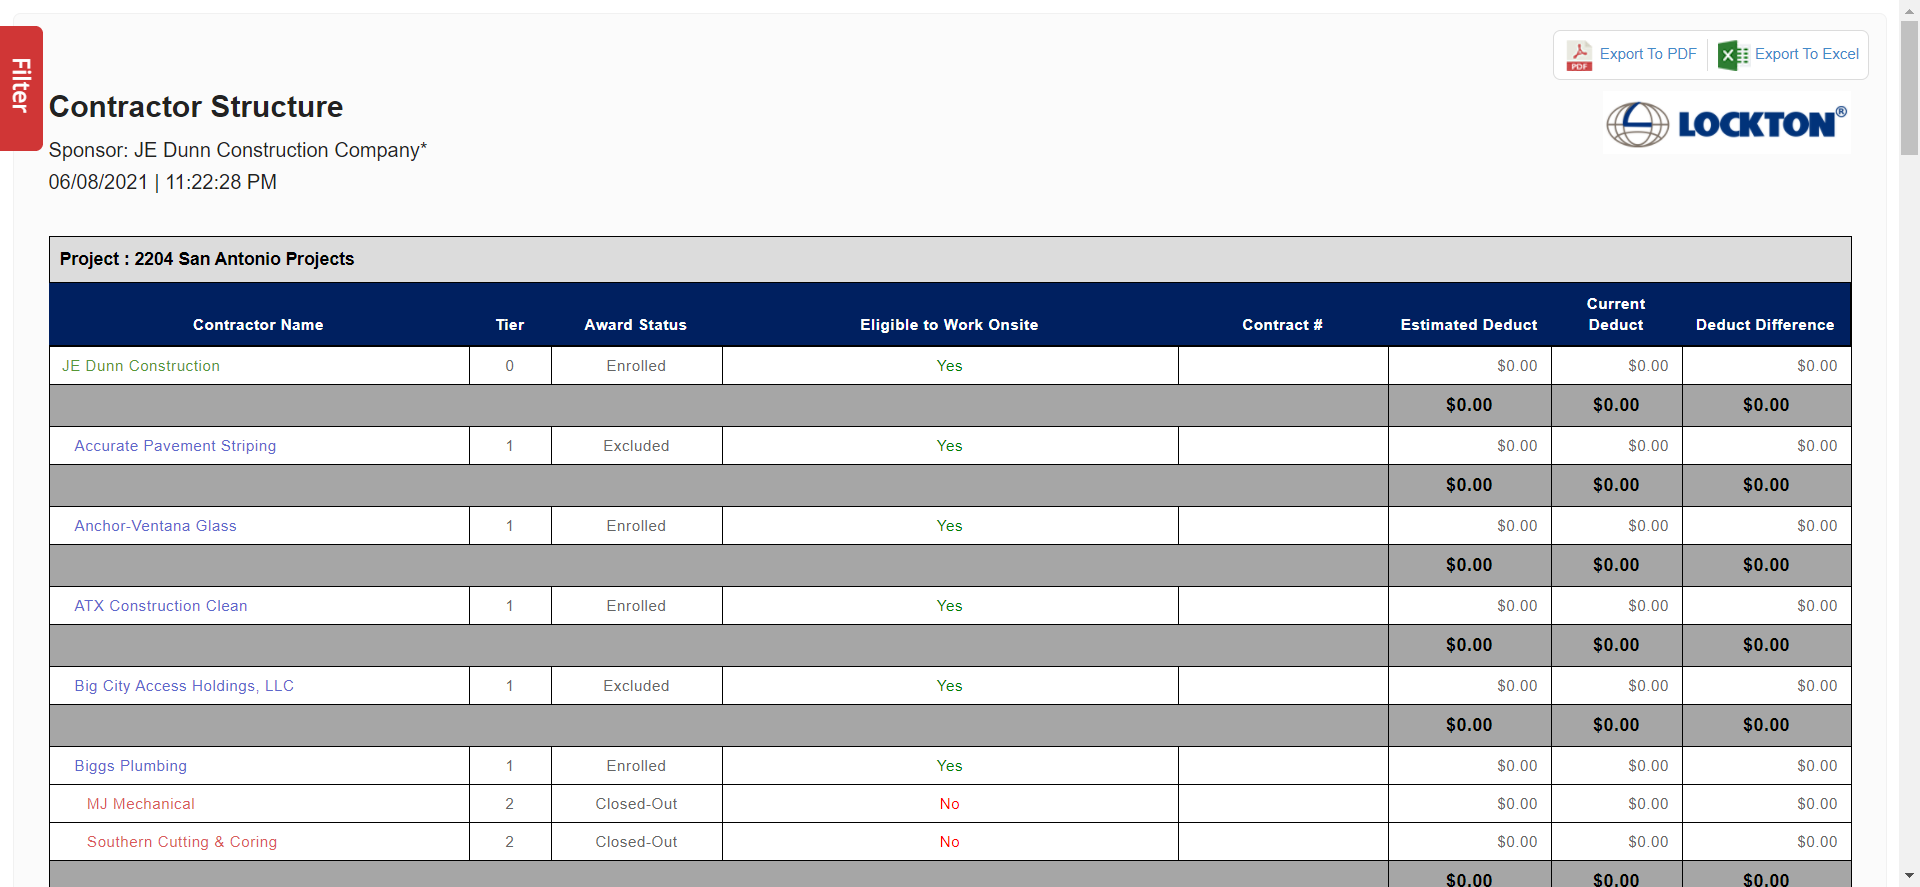 Filter
PDF Export To PDF Export To Excel
Contractor Structure
LOCKTON®
Sponsor: JE Dunn Construction Company*
06/08/2021 | 11:22:28 PM
Project : 2204 San Antonio Projects
Contractor Name Tier Award Status Eligible to Work Onsite Contract # Estimated Deduct Current Deduct Deduct Difference
JE Dunn Construction 0 Enrolled Yes $0.00 $0.00 $0.00
$0.00 $0.00 $0.00
Accurate Pavement Striping 1 Excluded Yes $0.00 $0.00 $0.00
$0.00 $0.00 $0.00
Anchor-Ventana Glass 1 Enrolled Yes $0.00 $0.00 $0.00
$0.00 $0.00 $0.00
ATX Construction Clean 1 Enrolled Yes $0.00 $0.00 $0.00
$0.00 $0.00 $0.00
Big City Access Holdings, LLC 1 Excluded Yes $0.00 $0.00 $0.00
$0.00 $0.00 $0.00
Biggs Plumbing 1 Enrolled Yes $0.00 $0.00 $0.00
MJ Mechanical 2 Closed-Out No $0.00 $0.00 $0.00
Southern Cutting & Coring 2 Closed-Out No $0.00 $0.00 $0.00
$0.00 $0.00 $0.00